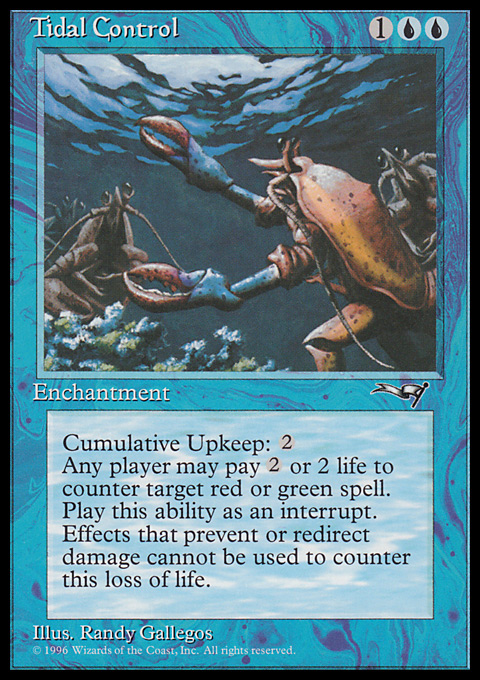 Tidal Control 1
Enchantment
Cumulative Upkeep: 2
Any player may pay 2 or 2 life to
counter target red or green spell.
Play this ability as an interrupt.
Effects that prevent or redirect
damage cannot be used to counter
this loss of life.
Illus. Randy Gallegos
© 1996 Wizards of the Coast, Inc. All rights reserved.